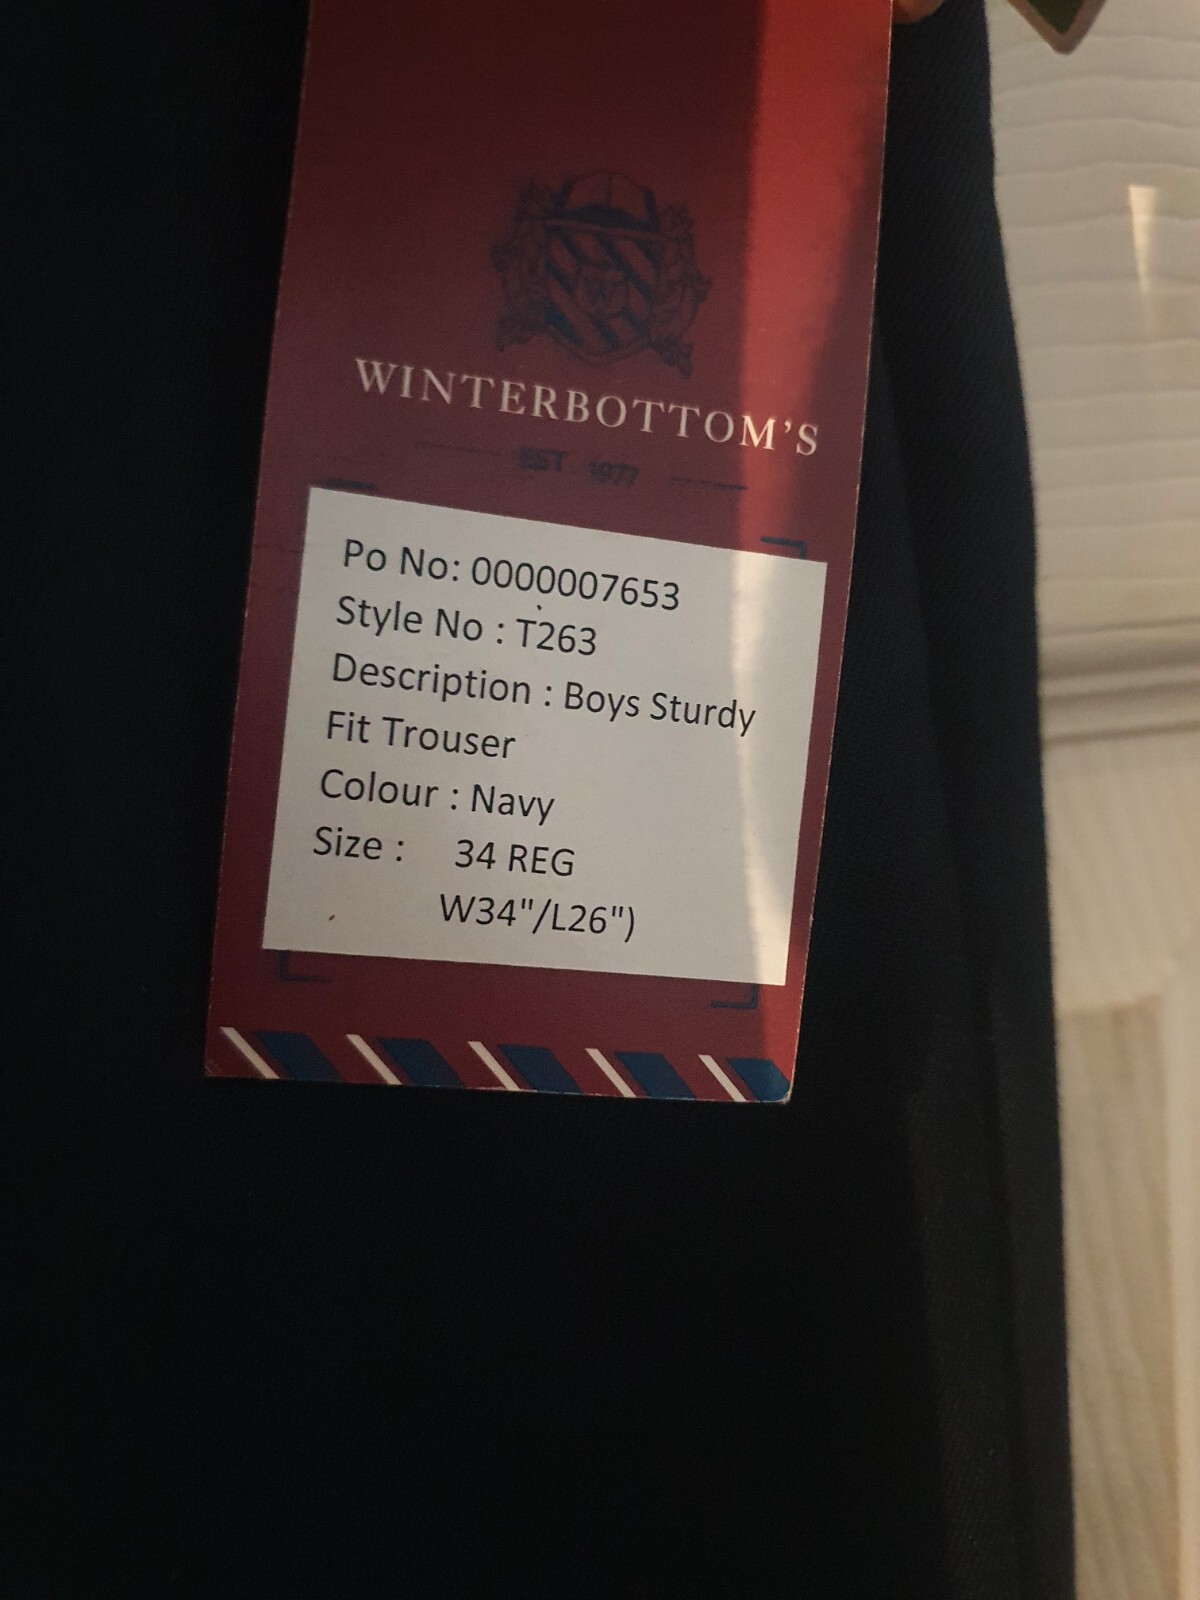 WINTERBOTTOM'S
EST 1977
Po No: 0000007653
Style No : T263
Description : Boys Sturdy
Fit Trouser
Colour : Navy
Size : 34 REG
W34"/L26")